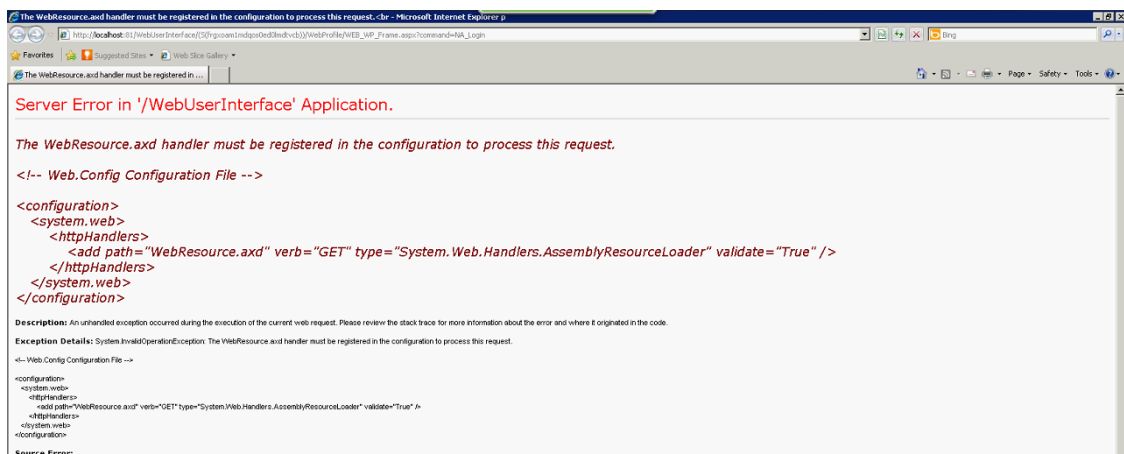 The WebResource.axd handler must be registered in the configuration to process this request.<br - Microsoft Internet Explorer p
http://localhost:81/WebUserInterface/(S(frgxoam1mdqos0ed0lmdtvcb))/WebProfile/WEB_WP_Frame.aspx?command=NA_Login
Bing
Favorites Suggested Sites Web Slice Gallery
The WebResource.axd handler must be registered in ...
Page Safety Tools
Server Error in '/WebUserInterface' Application.
The WebResource.axd handler must be registered in the configuration to process this request.
<!-- Web.Config Configuration File -->
<configuration>
<system.web>
<httpHandlers>
<add path="WebResource.axd" verb="GET" type="System.Web.Handlers.AssemblyResourceLoader" validate="True" />
</httpHandlers>
</system.web>
</configuration>
Description: An unhandled exception occurred during the execution of the current web request. Please review the stack trace for more information about the error and where it originated in the code.
Exception Details: System.InvalidOperationException: The WebResource.axd handler must be registered in the configuration to process this request.
<!-- Web.Config Configuration File -->
<configuration>
<system.web>
<httpHandlers>
<add path="WebResource.axd" verb="GET" type="System.Web.Handlers.AssemblyResourceLoader" validate="True" />
</httpHandlers>
</system.web>
</configuration>
Source Error: